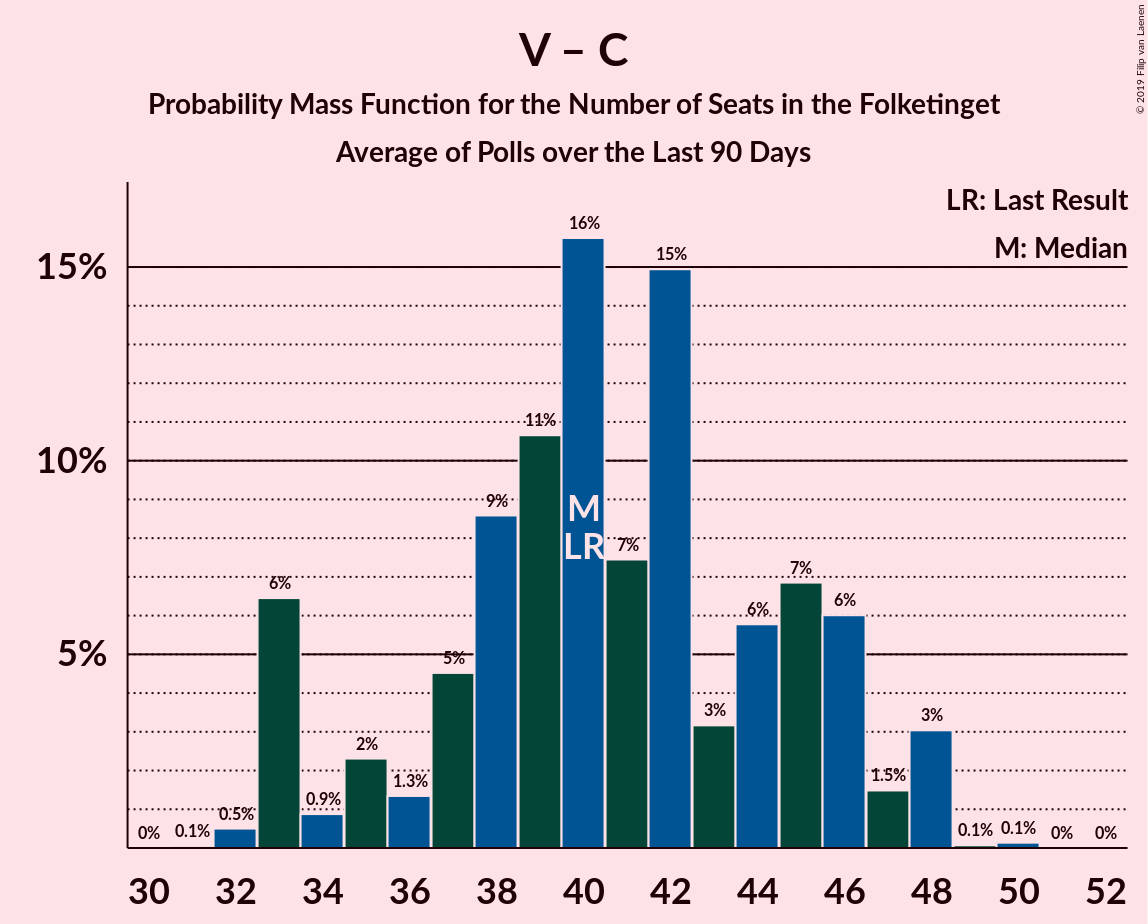 V – C
Probability Mass Function for the Number of Seats in the Folketinget
Average of Polls over the Last 90 Days
© 2019 Filip van Laenen
LR: Last Result
M: Median
15%
10%
5%
0%
0.1%
0.5%
6%
0.9%
2%
1.3%
5%
9%
11%
16%
7%
15%
3%
6%
7%
6%
1.5%
3%
0.1%
0.1%
0%
0%
M
LR
30 32 34 36 38 40 42 44 46 48 50 52